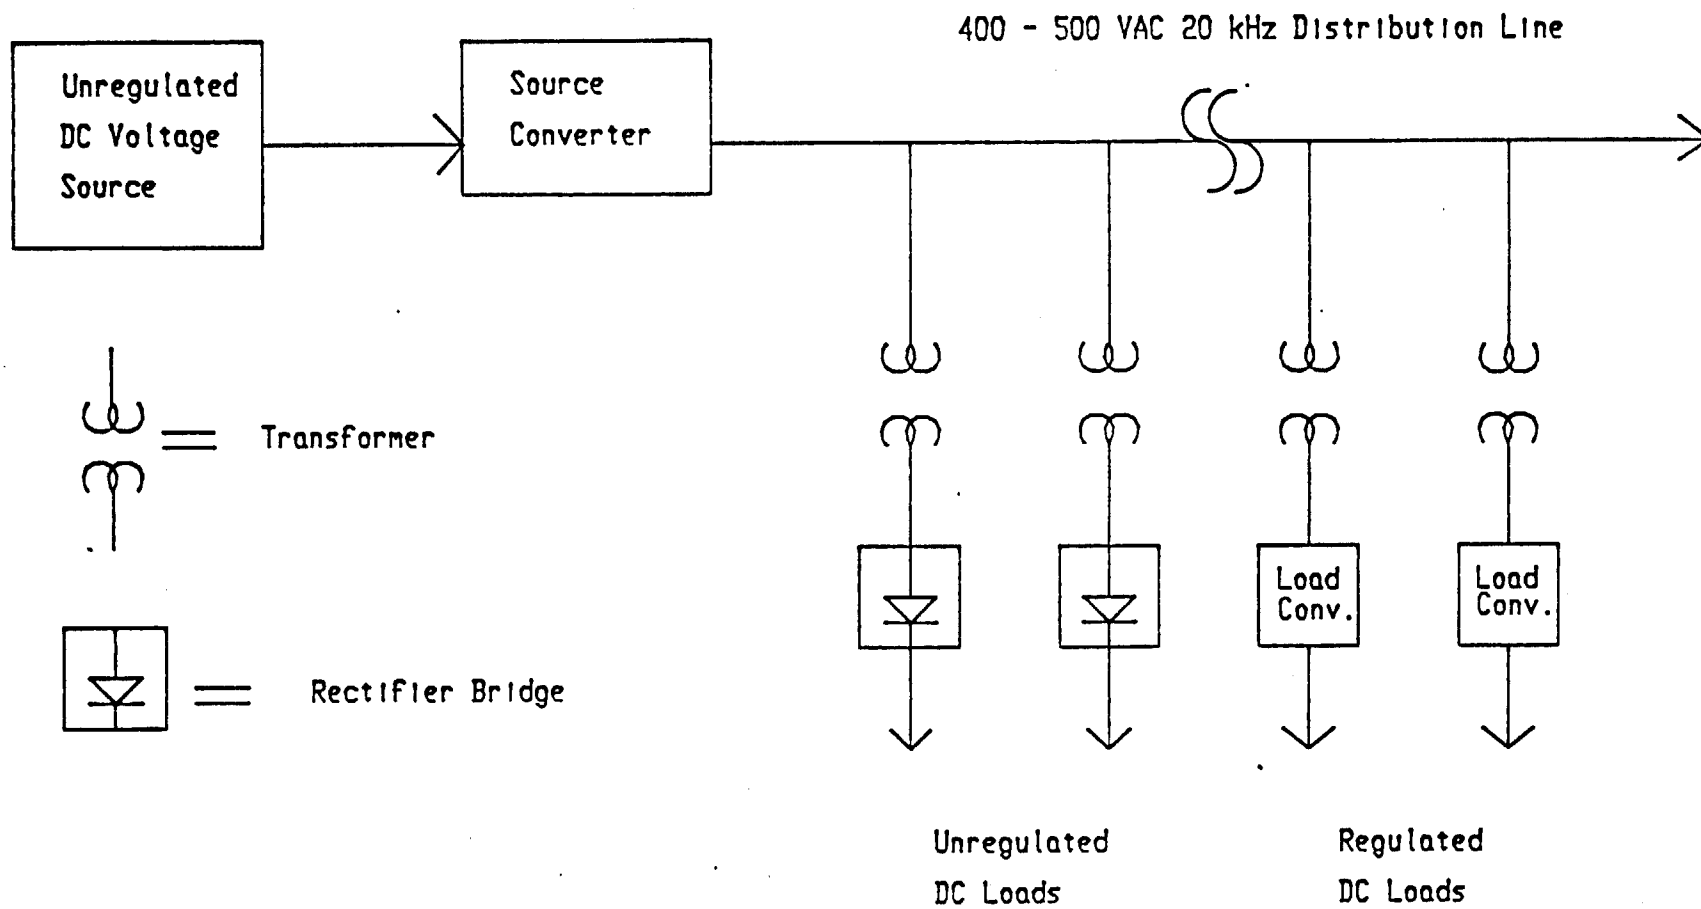 400 - 500 VAC 20 kHz Distribution Line
Unregulated
DC Voltage
Source
Source
Converter
Transformer
Load
Conv.
Load
Conv.
Rectifier Bridge
Unregulated
DC Loads
Regulated
DC Loads